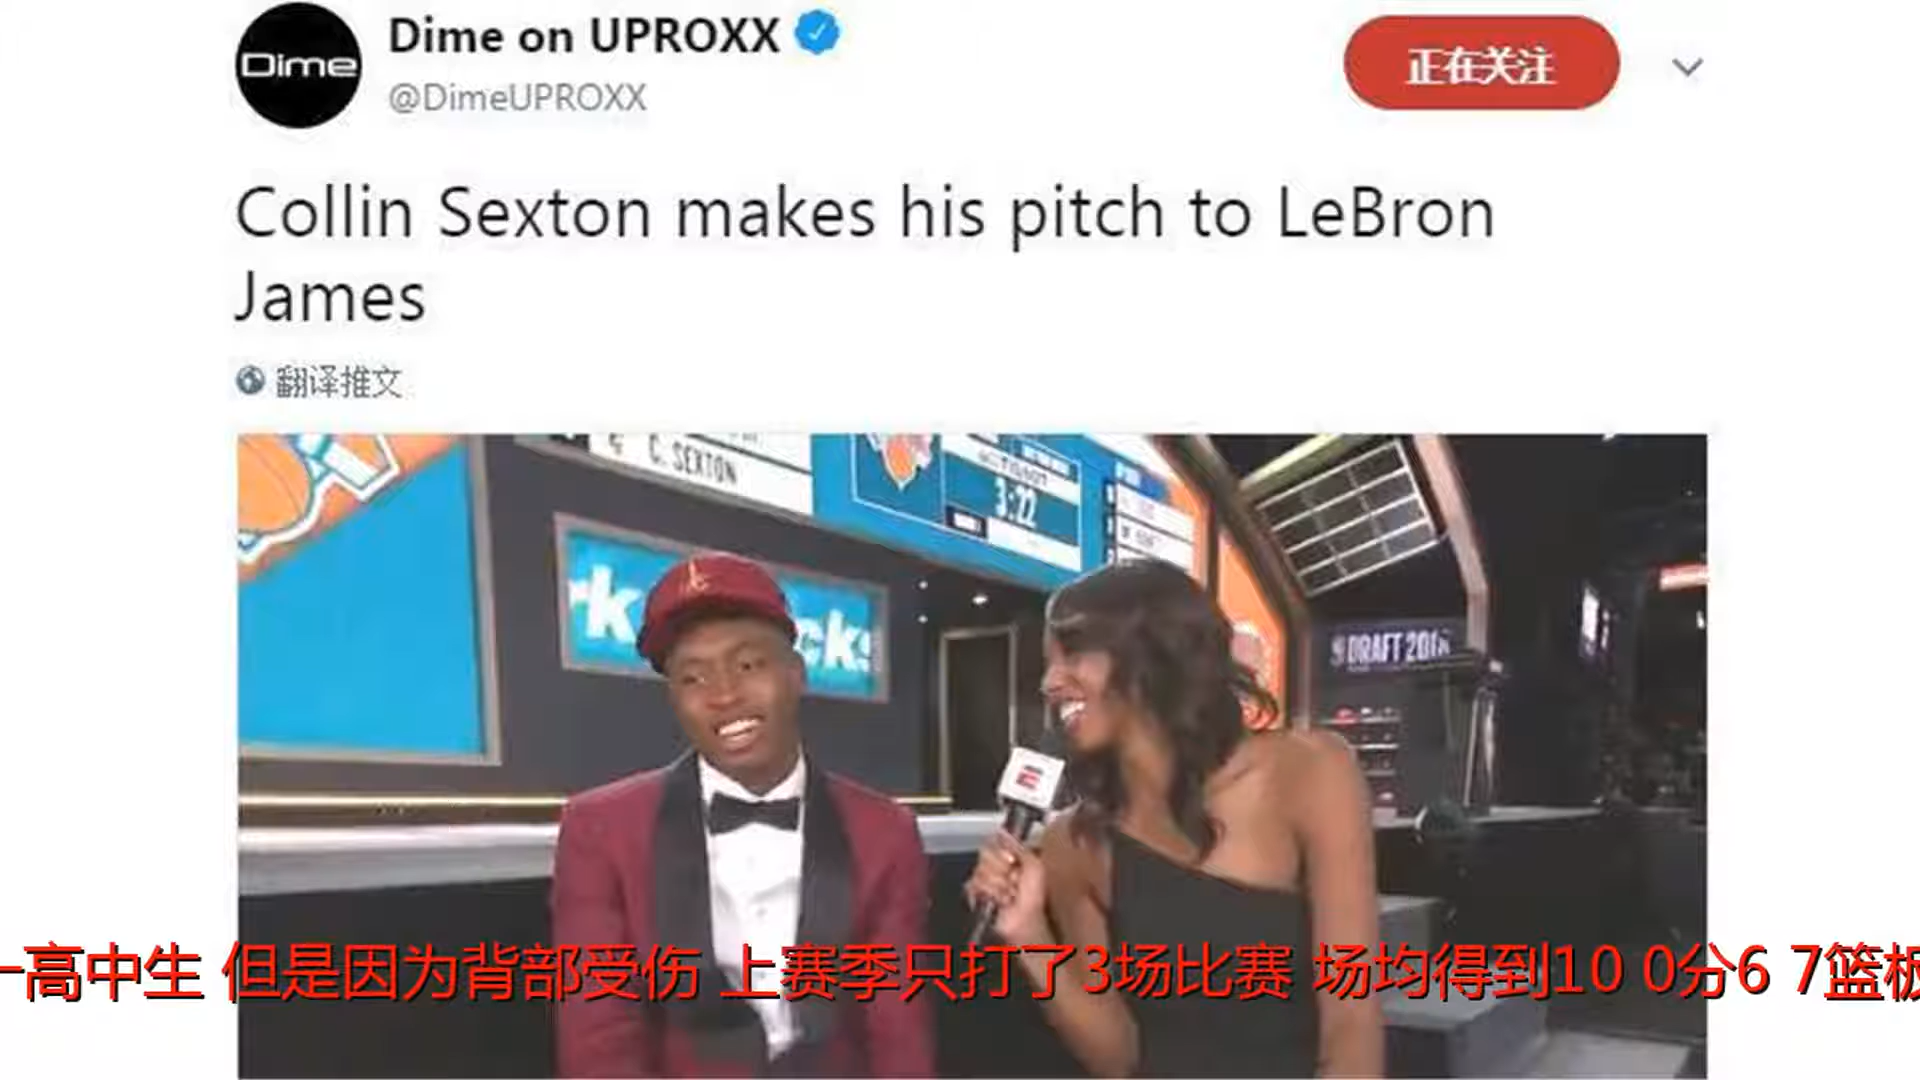 Dime
Dime on UPROXX
@DimeUPROXX
正在关注
Collin Sexton makes his pitch to LeBron
James
翻译推文
C. SEXTON
3:22
DRAFT 201
高中生 但是因为背部受伤 上赛季只打了3场比赛 场均得到10 0分6 7篮板